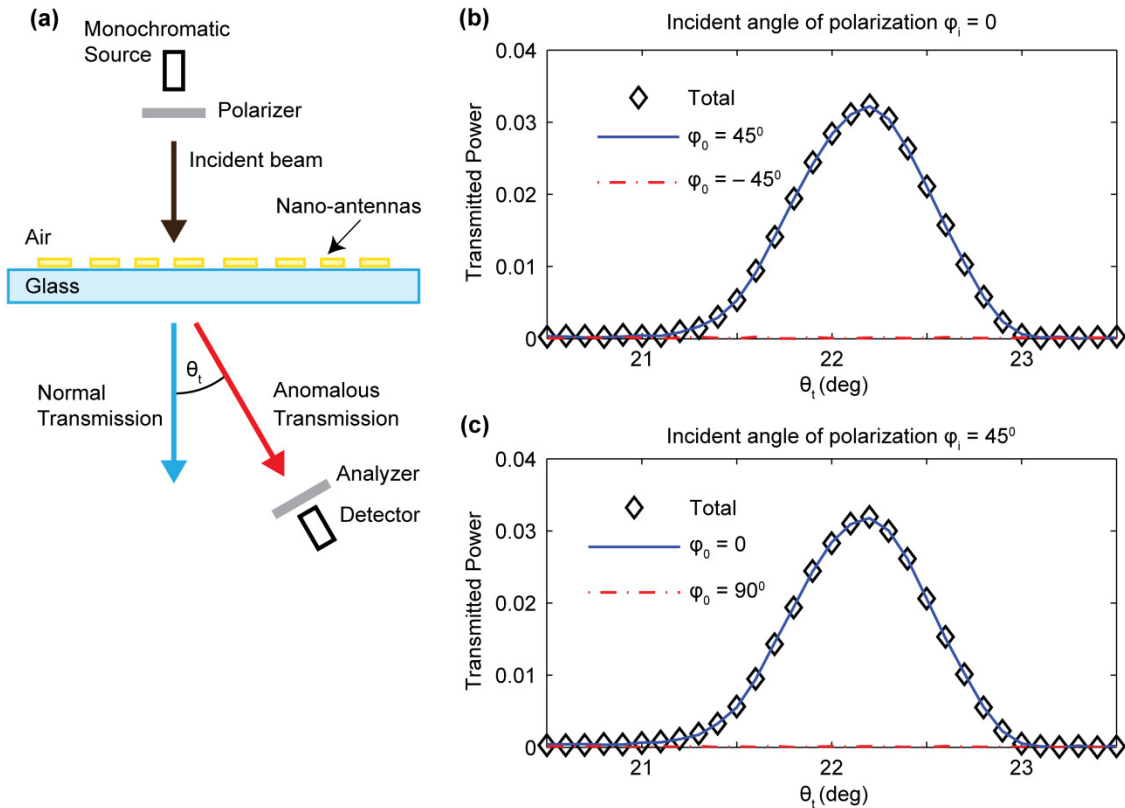 (a)
Monochromatic
Source
Polarizer
Incident beam
Nano-antennas
Air
Glass
θt
Normal
Transmission
Anomalous
Transmission
Analyzer
Detector
(b)
Incident angle of polarization φi = 0
0.04
0.03
0.02
0.01
0
Transmitted Power
Total
φ0 = 45⁰
φ0 = – 45⁰
21
22
23
θt (deg)
(c)
Incident angle of polarization φi = 45⁰
0.04
0.03
0.02
0.01
0
Transmitted Power
Total
φ0 = 0
φ0 = 90⁰
21
22
23
θt (deg)